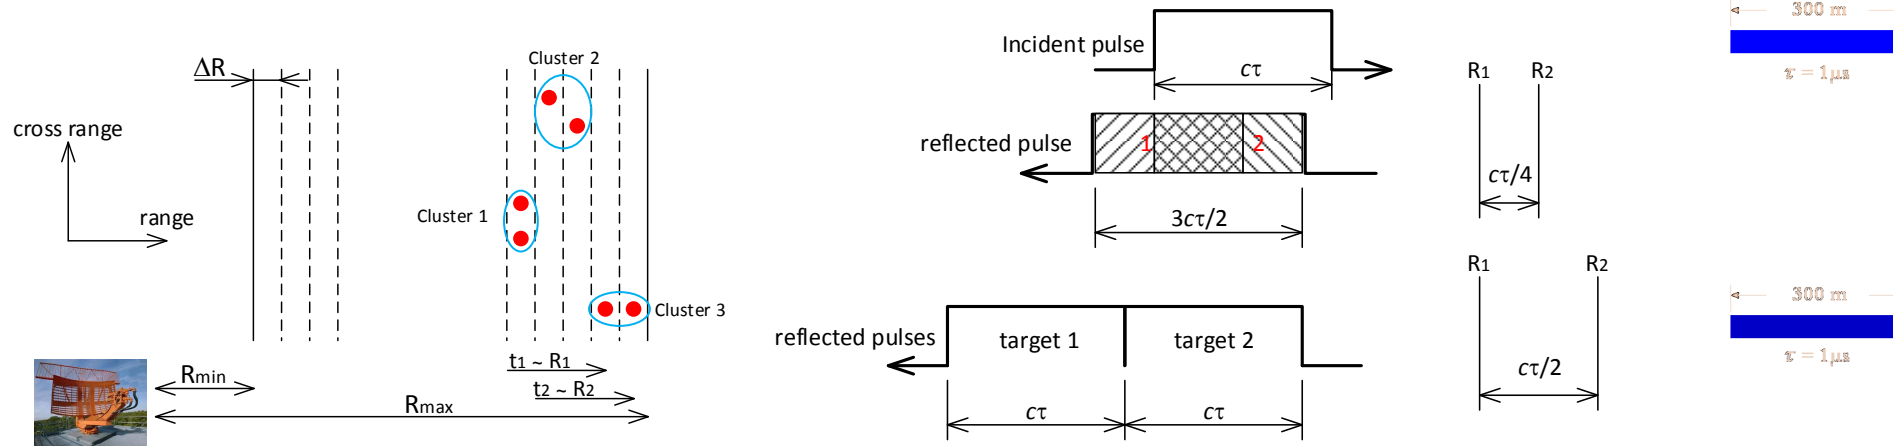 ΔR
cross range
range
Cluster 2
Cluster 1
Cluster 3
Rmin
Rmax
t1 ~ R1
t2 ~ R2
Incident pulse
cτ
reflected pulse
1
2
3cτ/2
reflected pulses
target 1
target 2
cτ
cτ
R1
R2
cτ/4
R1
R2
cτ/2
300 m
τ = 1μs
300 m
τ = 1μs